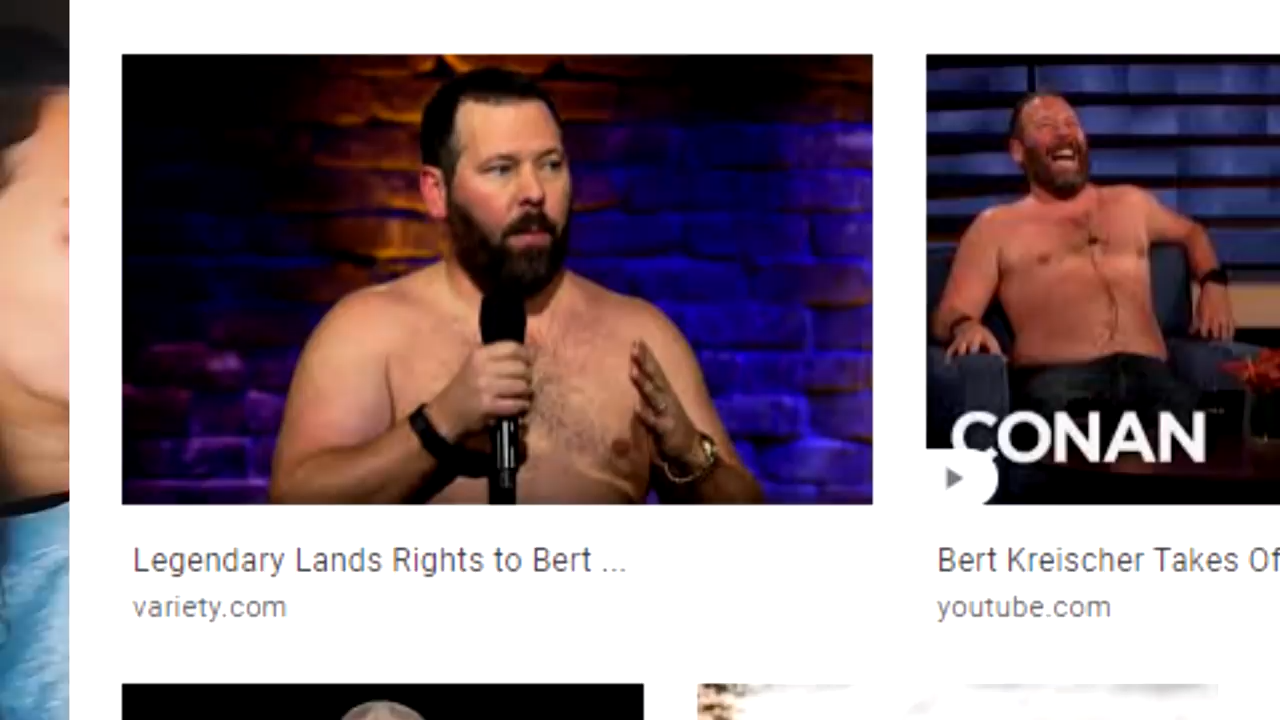 CONAN
Legendary Lands Rights to Bert ...
variety.com
Bert Kreischer Takes Of
youtube.com